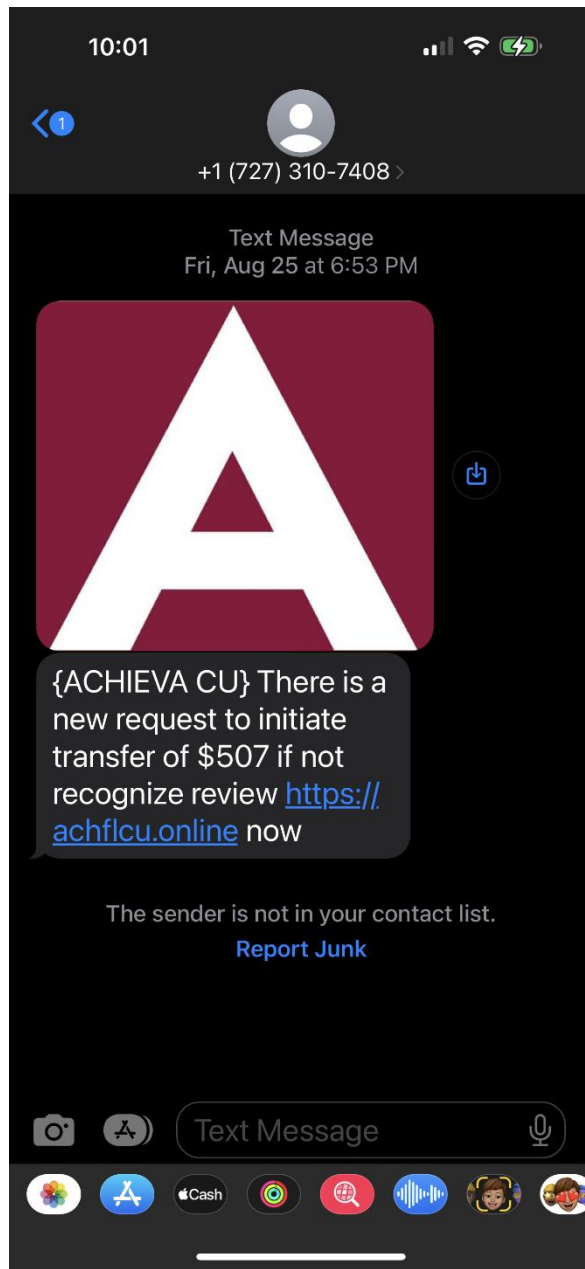 10:01
1
+1 (727) 310-7408 >
Text Message
Fri, Aug 25 at 6:53 PM
A
{ACHIEVA CU} There is a
new request to initiate
transfer of $507 if not
recognize review https://
achflcu.online now
The sender is not in your contact list.
Report Junk
Text Message
Cash